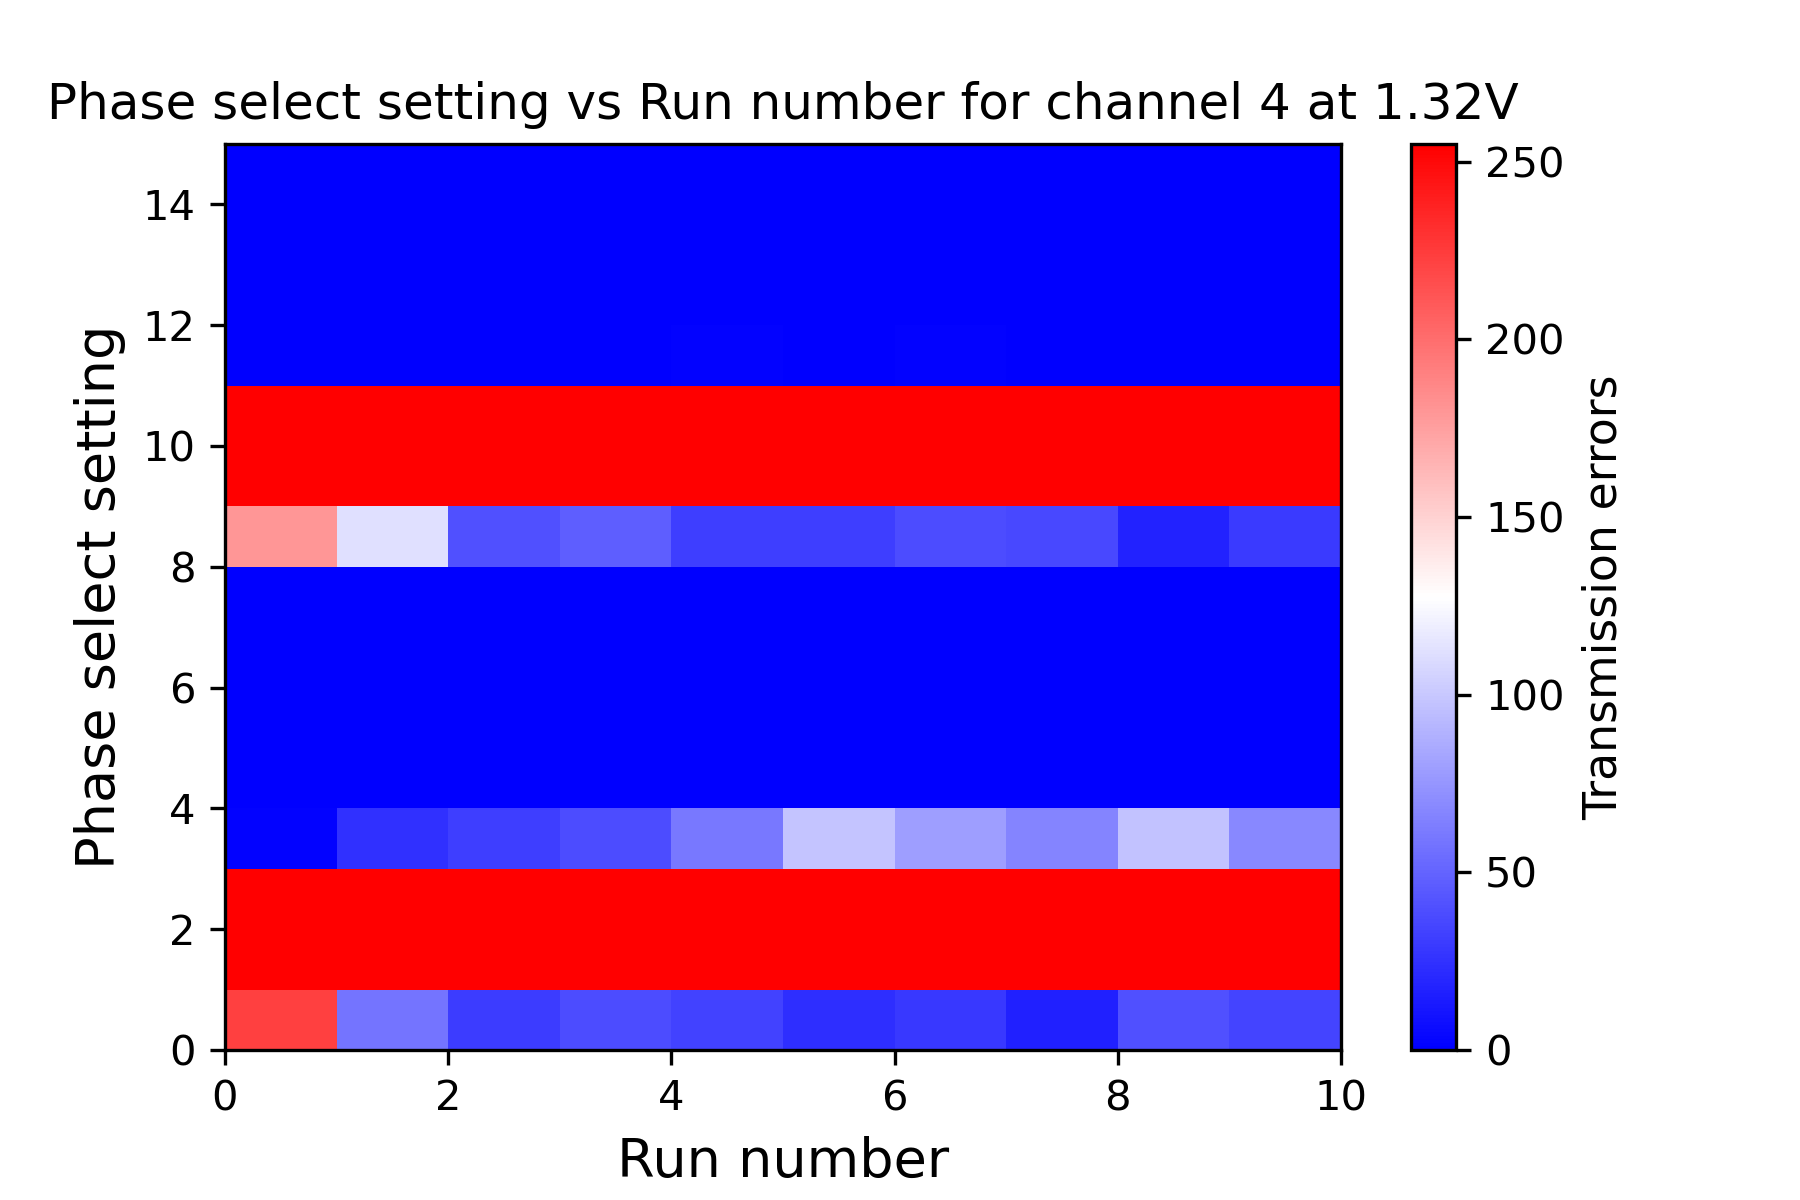 Phase select setting vs Run number for channel 4 at 1.32V
Phase select setting
14
12
10
8
6
4
2
0
0 2 4 6 8 10
Run number
250
200
150
100
50
0
Transmission errors